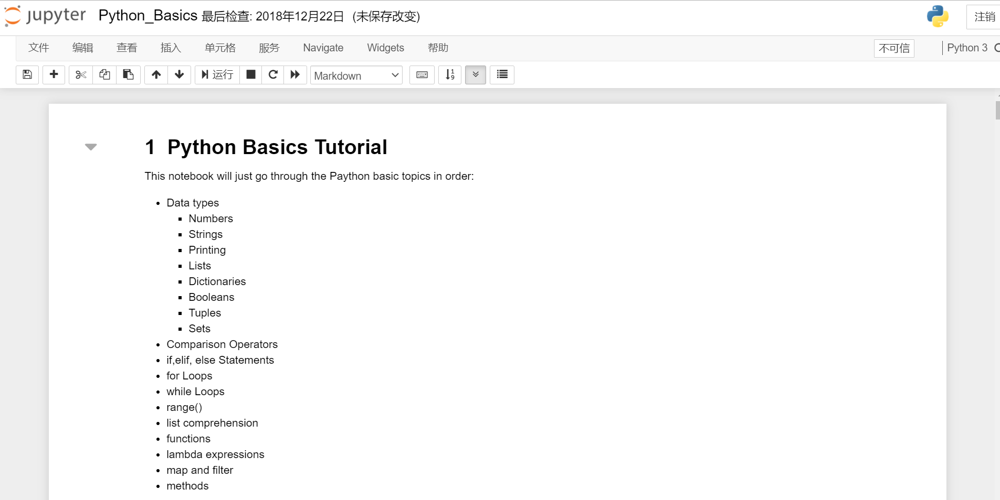 jupyter Python_Basics 最后检查: 2018年12月22日 (未保存改变)
注销
文件 编辑 查看 插入 单元格 服务 Navigate Widgets 帮助 不可信 Python 3
运行 Markdown
1 Python Basics Tutorial
This notebook will just go through the Paython basic topics in order:
Data types
Numbers
Strings
Printing
Lists
Dictionaries
Booleans
Tuples
Sets
Comparison Operators
if,elif, else Statements
for Loops
while Loops
range()
list comprehension
functions
lambda expressions
map and filter
methods